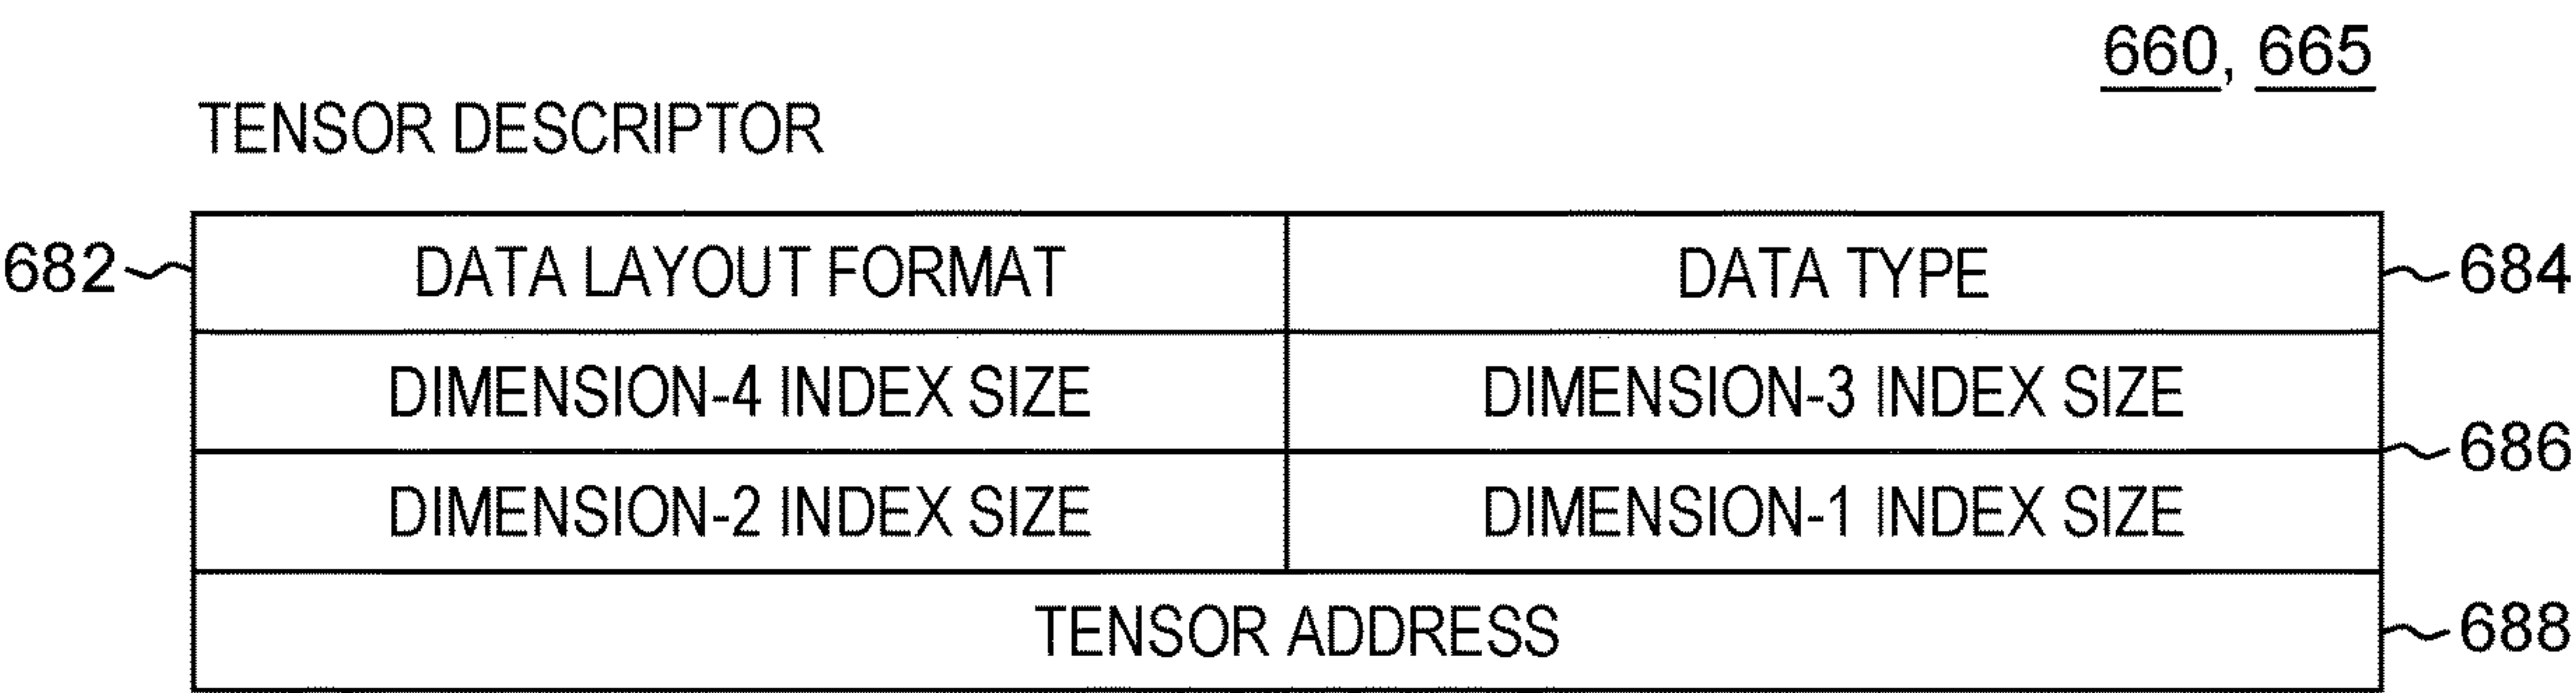 660, 665
TENSOR DESCRIPTOR
682 DATA LAYOUT FORMAT DATA TYPE 684
DIMENSION-4 INDEX SIZE DIMENSION-3 INDEX SIZE
686
DIMENSION-2 INDEX SIZE DIMENSION-1 INDEX SIZE
TENSOR ADDRESS 688